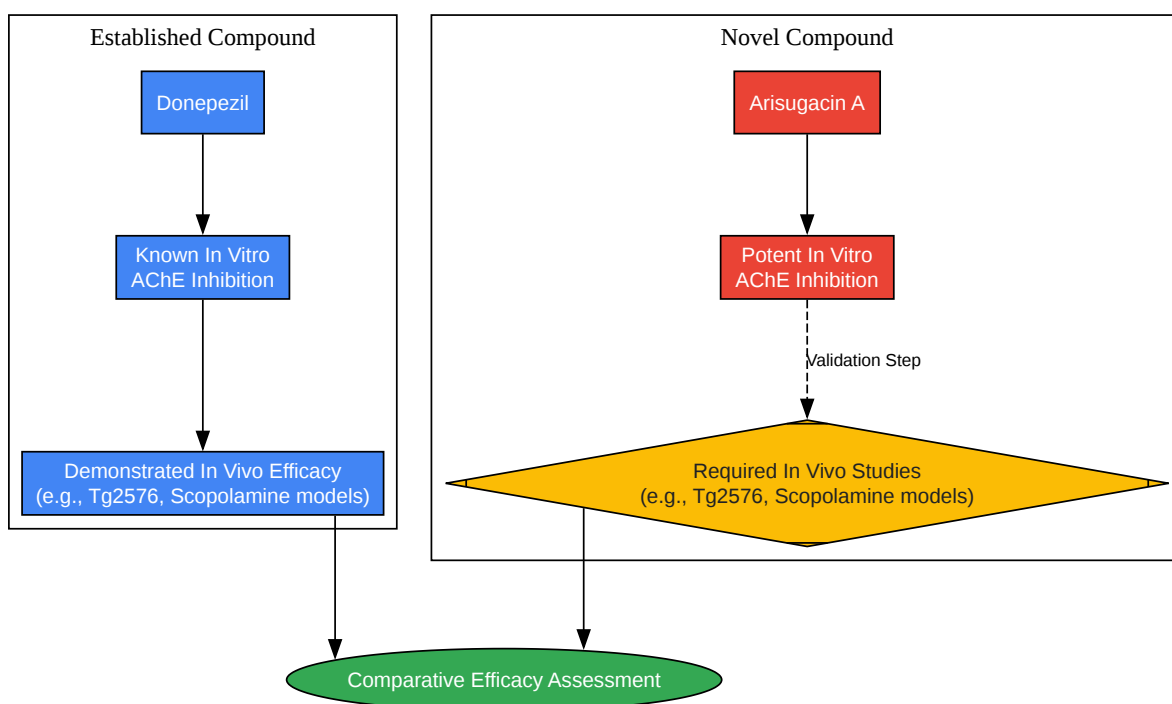 Established Compound
Donepezil
Known In Vitro
AChE Inhibition
Demonstrated In Vivo Efficacy
(e.g., Tg2576, Scopolamine models)
Novel Compound
Arisugacin A
Potent In Vitro
AChE Inhibition
Validation Step
Required In Vivo Studies
(e.g., Tg2576, Scopolamine models)
Comparative Efficacy Assessment